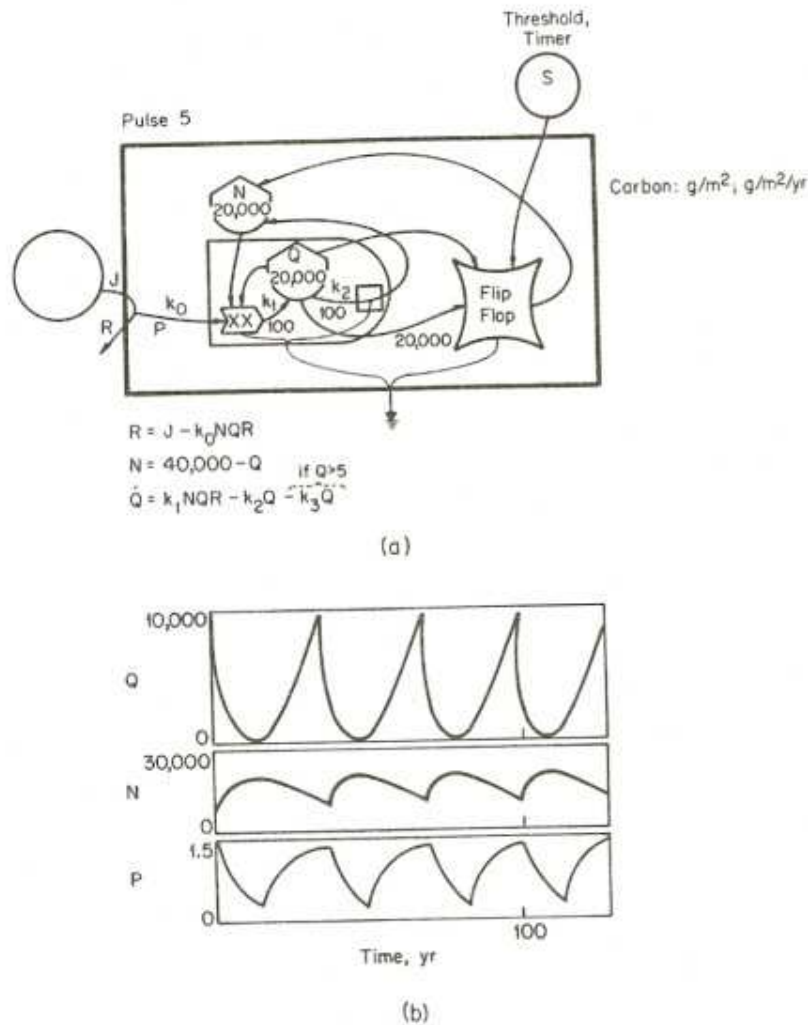 Threshold,
Timer
S
Pulse 5
Carbon: g/m², g/m²/yr
N
20,000
Q
20,000
J
k₀
k₁
k₂
R
P
XX
100
100
20,000
Flip
Flop
R = J – k₀NQR
N = 40,000 – Q
if Q>5
Q̇ = k₁NQR – k₂Q – k₃Q
(a)
10,000
Q
0
30,000
N
0
1.5
P
0
100
Time, yr
(b)